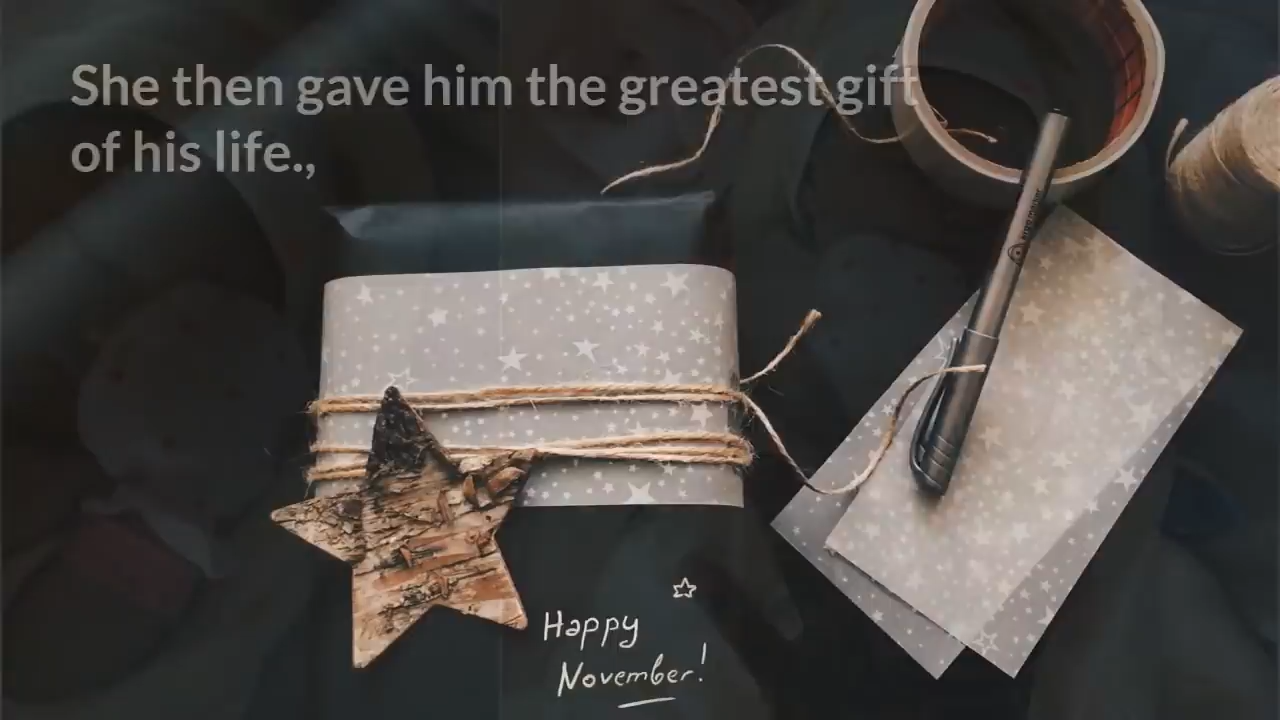 She then gave him the greatest gift
of his life.,
Happy
November!